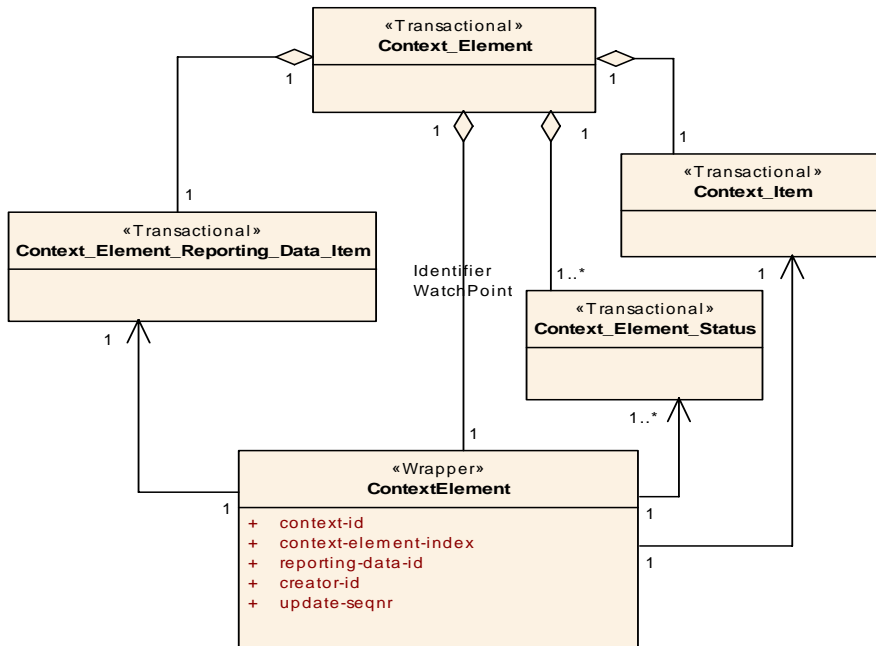 «Transactional»
Context_Element
1
1
1
1
1
1
«Transactional»
Context_Element_Reporting_Data_Item
«Transactional»
Context_Item
Identifier
WatchPoint
1..*
«Transactional»
Context_Element_Status
1
1
1..*
1
«Wrapper»
ContextElement
1
1
1
+ context-id
+ context-element-index
+ reporting-data-id
+ creator-id
+ update-seqnr